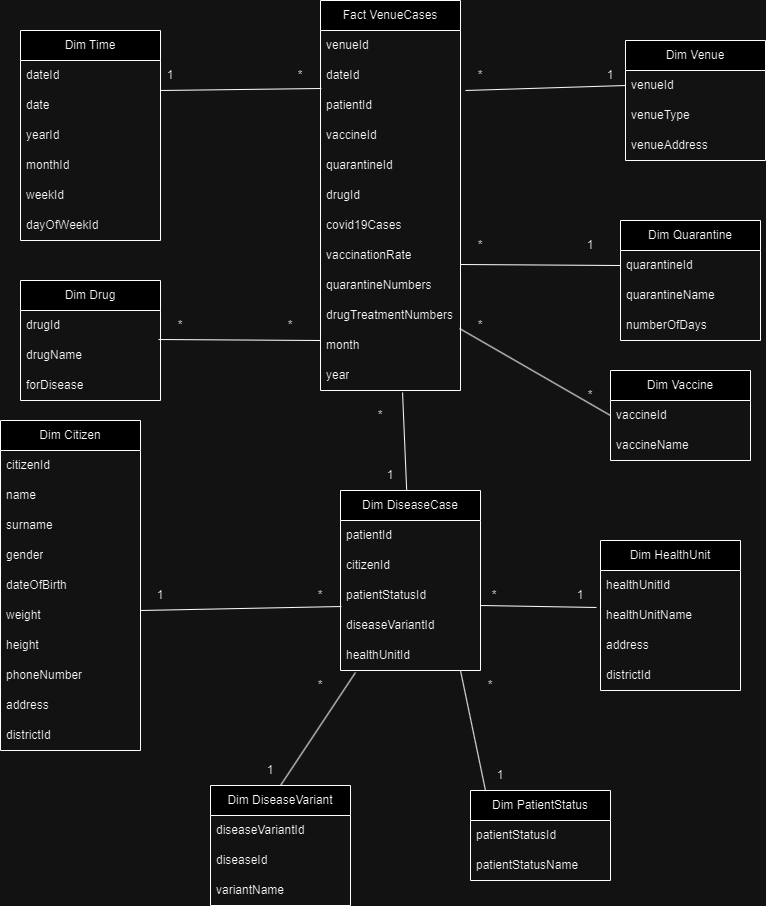 Fact VenueCases
venueId
dateId
patientId
vaccineId
quarantineId
drugId
covid19Cases
vaccinationRate
quarantineNumbers
drugTreatmentNumbers
month
year
Dim Time
dateId
date
yearId
monthId
weekId
dayOfWeekId
1
*
Dim Venue
venueId
venueType
venueAddress
*
1
Dim Quarantine
quarantineId
quarantineName
numberOfDays
*
1
Dim Drug
drugId
drugName
forDisease
*
*
Dim Vaccine
vaccineId
vaccineName
*
*
*
1
Dim Citizen
citizenId
name
surname
gender
dateOfBirth
weight
height
phoneNumber
address
districtId
1
*
Dim DiseaseCase
patientId
citizenId
patientStatusId
diseaseVariantId
healthUnitId
*
1
Dim HealthUnit
healthUnitId
healthUnitName
address
districtId
*
1
Dim DiseaseVariant
diseaseVariantId
diseaseId
variantName
*
1
Dim PatientStatus
patientStatusId
patientStatusName